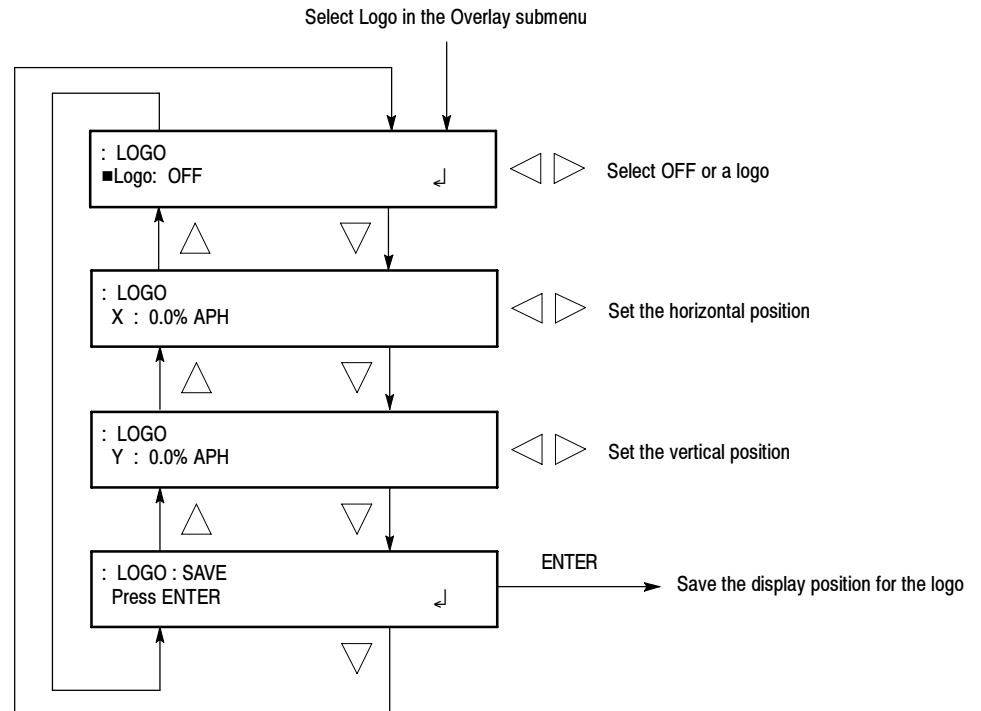 Select Logo in the Overlay submenu
: LOGO
■Logo: OFF ↲
Select OFF or a logo
: LOGO
X : 0.0% APH
Set the horizontal position
: LOGO
Y : 0.0% APH
Set the vertical position
: LOGO : SAVE
Press ENTER ↲
ENTER
Save the display position for the logo